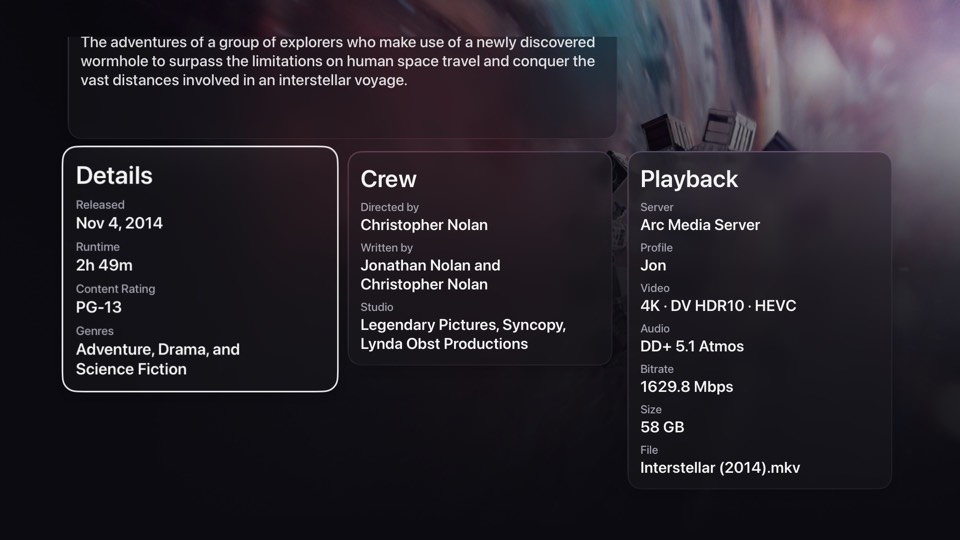 The adventures of a group of explorers who make use of a newly discovered
wormhole to surpass the limitations on human space travel and conquer the
vast distances involved in an interstellar voyage.
Details
Released
Nov 4, 2014
Runtime
2h 49m
Content Rating
PG-13
Genres
Adventure, Drama, and
Science Fiction
Crew
Directed by
Christopher Nolan
Written by
Jonathan Nolan and
Christopher Nolan
Studio
Legendary Pictures, Syncopy,
Lynda Obst Productions
Playback
Server
Arc Media Server
Profile
Jon
Video
4K · DV HDR10 · HEVC
Audio
DD+ 5.1 Atmos
Bitrate
1629.8 Mbps
Size
58 GB
File
Interstellar (2014).mkv